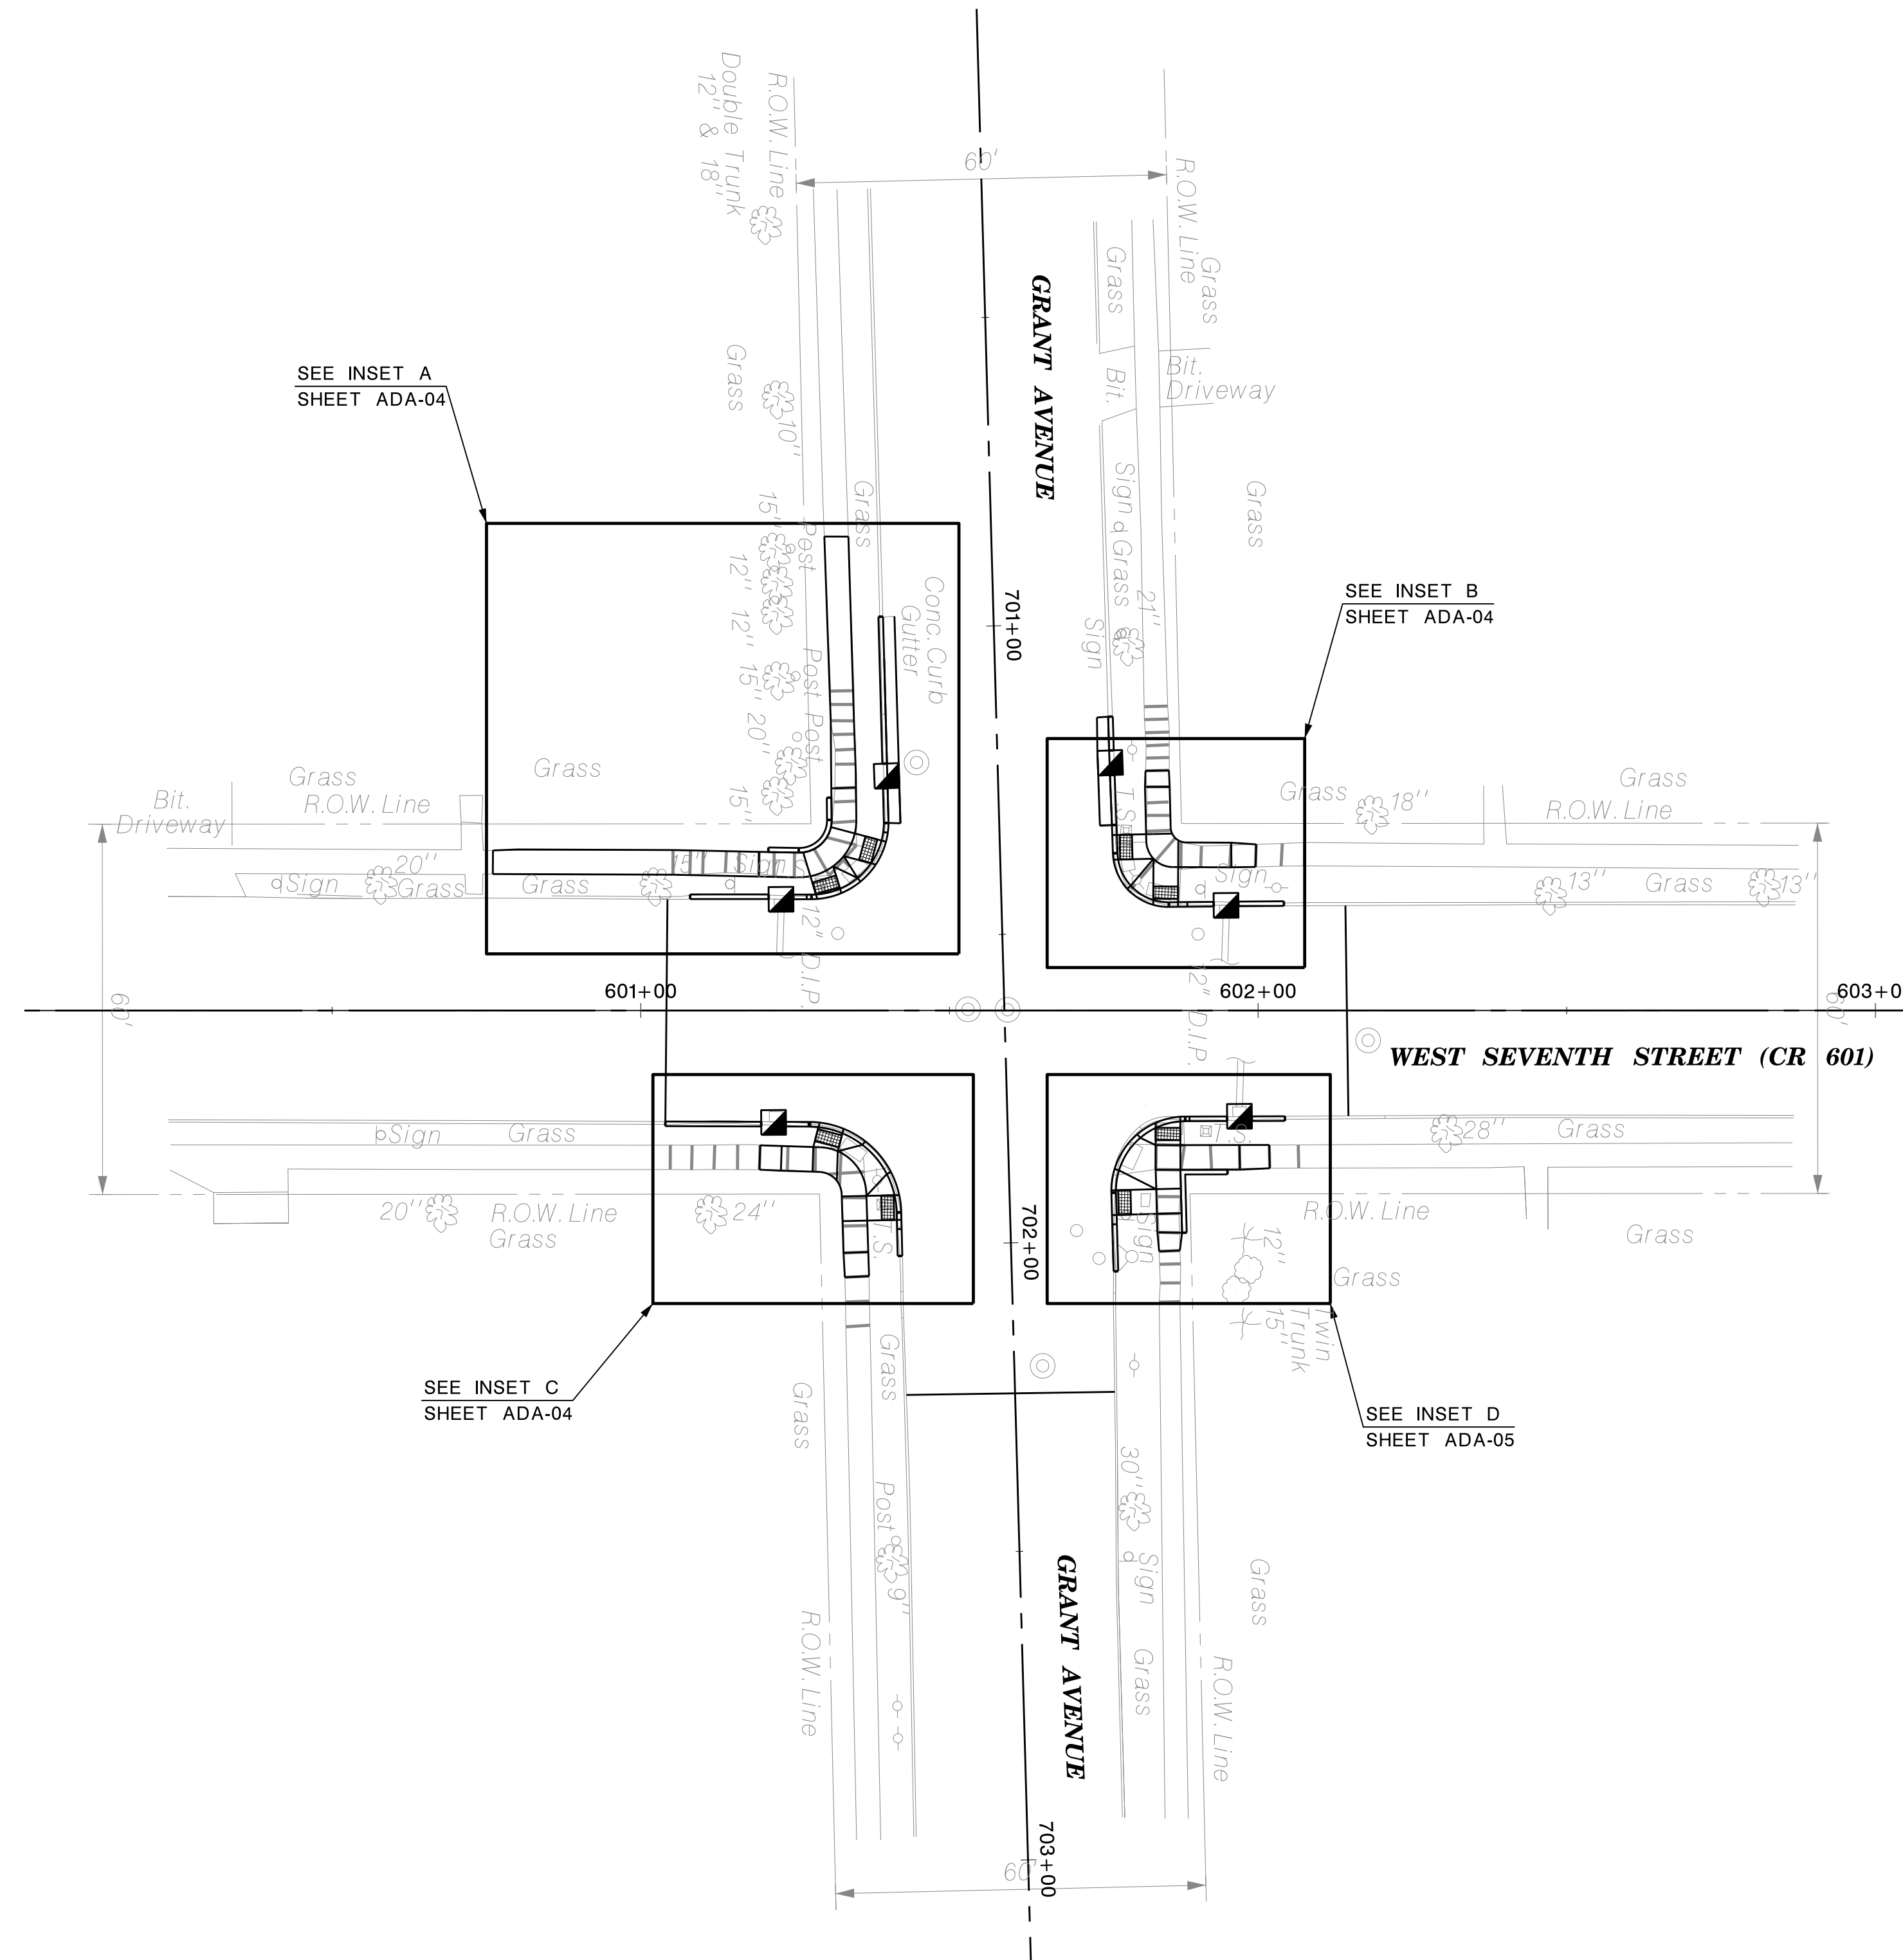 Double Trunk
12'' & 18''
R.O.W. Line
60'
R.O.W. Line
Grass
Grass
GRANT AVENUE
Bit.
Driveway
Bit.
SEE INSET A
SHEET ADA-04
Grass
10''
Grass
Sign
Grass
Grass
15''
Post
12''
12''
15''
20''
15''
Post
Post
Conc. Curb
Gutter
701+00
21''
Sign
SEE INSET B
SHEET ADA-04
Grass
Grass
R.O.W. Line
Bit.
Driveway
T.S.
Grass
18''
Grass
R.O.W. Line
20''
Sign
Grass
Grass
15''
Sign
Sign
13''
Grass
13''
12'' D.I.P.
12'' D.I.P.
60'
601+00
602+00
603+0
60'
WEST SEVENTH STREET (CR 601)
Sign
Grass
T.S.
28''
Grass
20''
R.O.W. Line
Grass
24''
T.S.
702+00
Sign
12''
R.O.W. Line
Grass
Grass
Twin
Trunk
15''
SEE INSET C
SHEET ADA-04
Grass
Grass
SEE INSET D
SHEET ADA-05
30''
Post
9''
Sign
Grass
Grass
GRANT AVENUE
R.O.W. Line
R.O.W. Line
703+00
60'